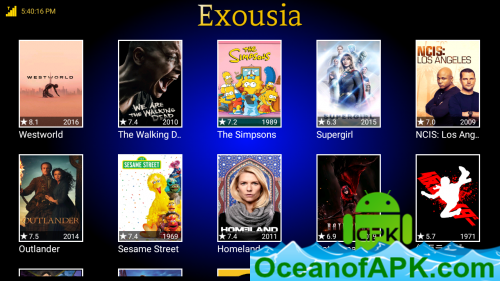 5:40:16 PM
Exousia
WESTWORLD
WE ARE
THE WALKING
DEAD
THE
SIMPSONS
SUPERGIRL
NCIS:
LOS ANGELES
★8.1 2016
★7.4 2010
★7.2 1989
★6.3 2015
★7.0 2009
Westworld
The Walking D..
The Simpsons
Supergirl
NCIS: Los Ang..
OUTLANDER
SESAME STREET
HOMELAND
★7.5 2014
★7.4 1969
★7.4 2011
1971
Outlander
Sesame Street
Homeland
APK
OceanofAPK.com